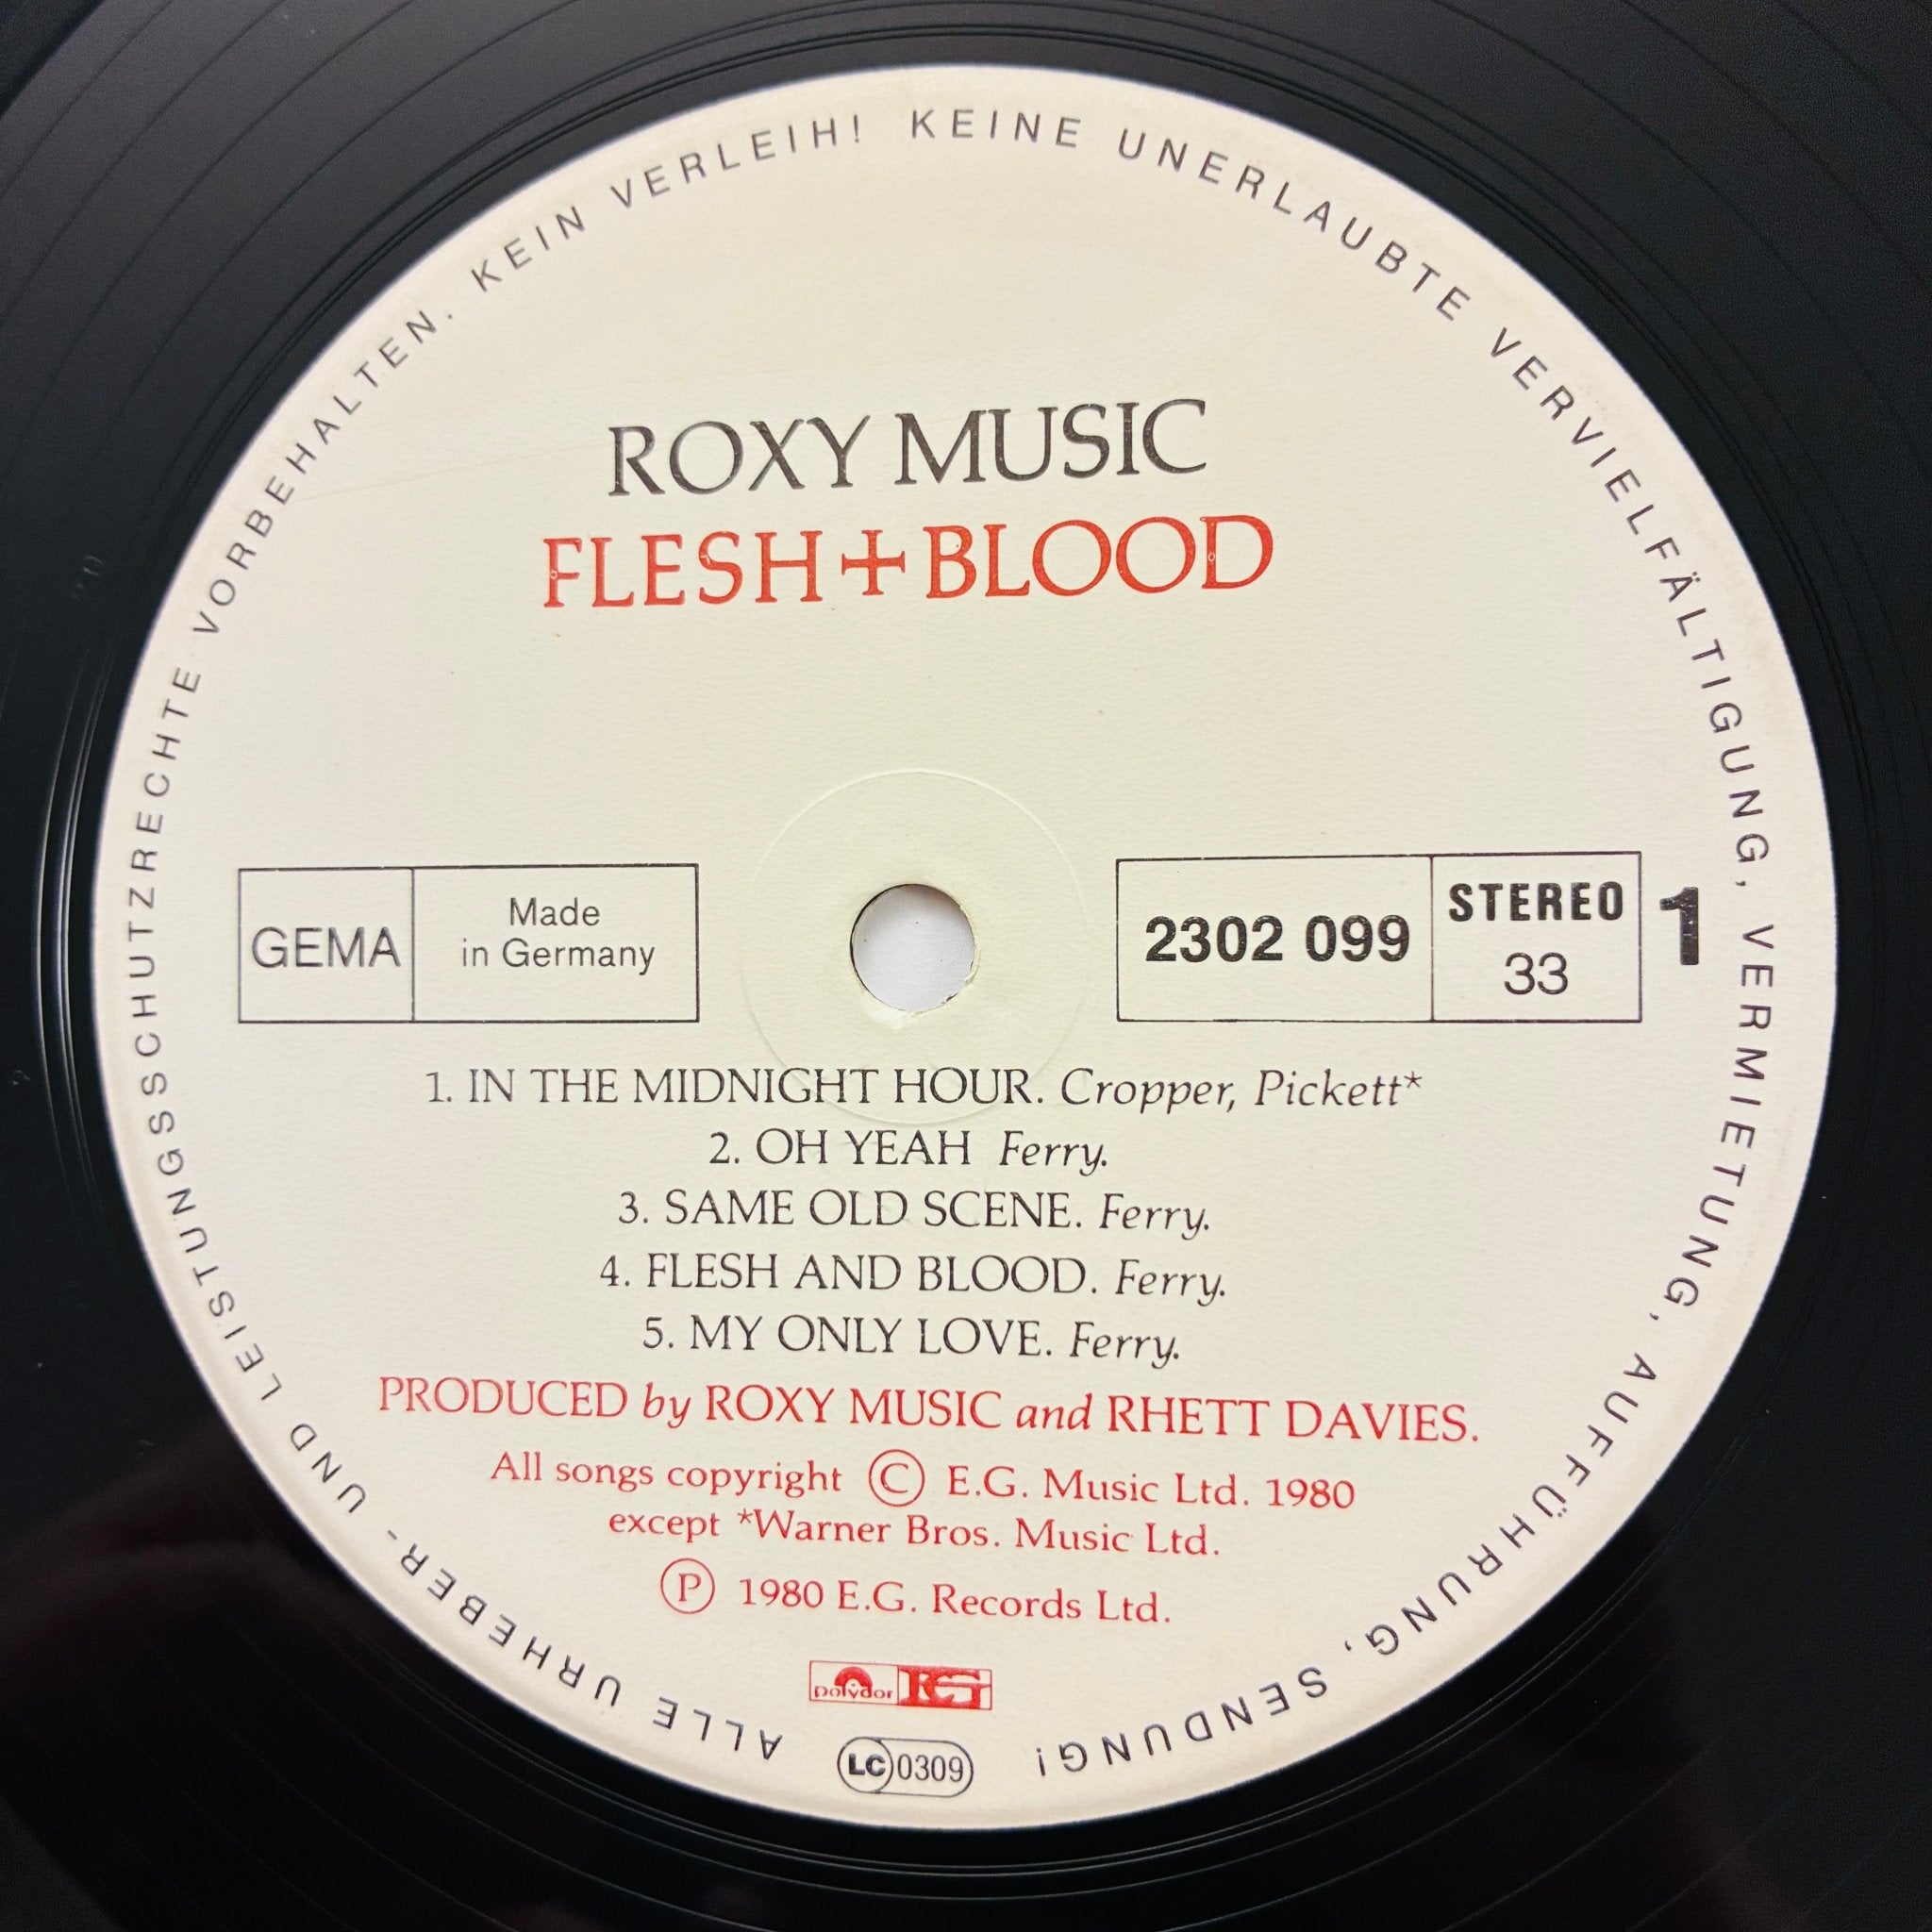 ALLE URHEBER- UND LEISTUNGSSCHUTZRECHTE VORBEHALTEN. KEIN VERLEIH! KEINE UNERLAUBTE VERVIELFÄLTIGUNG, VERMIETUNG, AUFFÜHRUNG, SENDUNG!
ROXY MUSIC
FLESH+BLOOD
GEMA
Made
in Germany
2302 099
STEREO
33
1
1. IN THE MIDNIGHT HOUR. Cropper, Pickett*
2. OH YEAH Ferry.
3. SAME OLD SCENE. Ferry.
4. FLESH AND BLOOD. Ferry.
5. MY ONLY LOVE. Ferry.
PRODUCED by ROXY MUSIC and RHETT DAVIES.
All songs copyright © E.G. Music Ltd. 1980
except *Warner Bros. Music Ltd.
℗ 1980 E.G. Records Ltd.
polydor EG
LC 0309